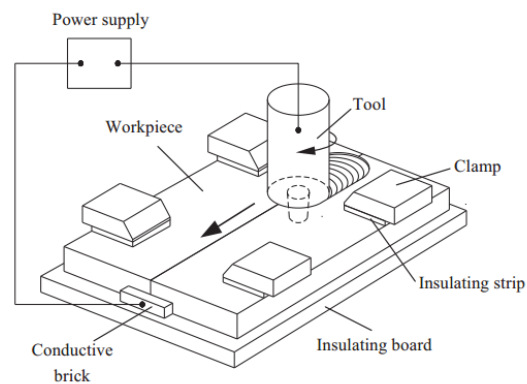 Power supply
Tool
Workpiece
Clamp
Insulating strip
Insulating board
Conductive
brick